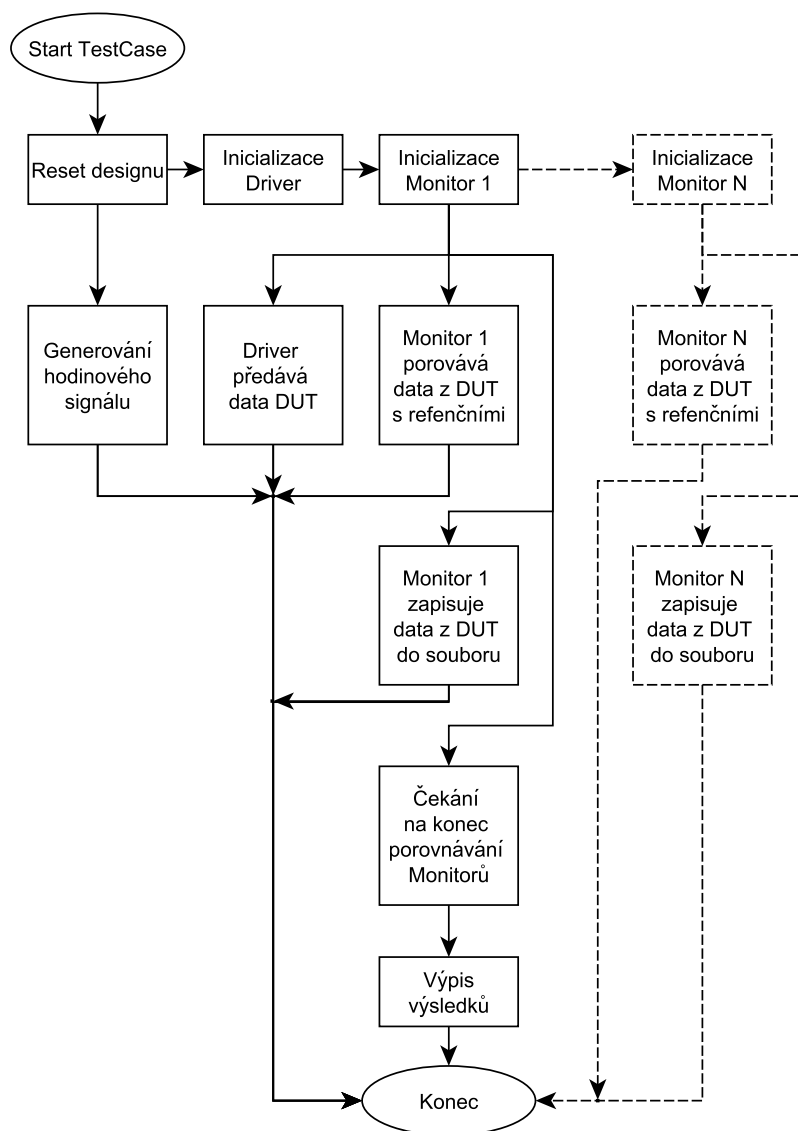 Start TestCase
Reset designu
Inicializace
Driver
Inicializace
Monitor 1
Inicializace
Monitor N
Generování
hodinového
signálu
Driver
předává
data DUT
Monitor 1
porovává
data z DUT
s refenčními
Monitor N
porovává
data z DUT
s refenčními
Monitor 1
zapisuje
data z DUT
do souboru
Monitor N
zapisuje
data z DUT
do souboru
Čekání
na konec
porovnávání
Monitorů
Výpis
výsledků
Konec